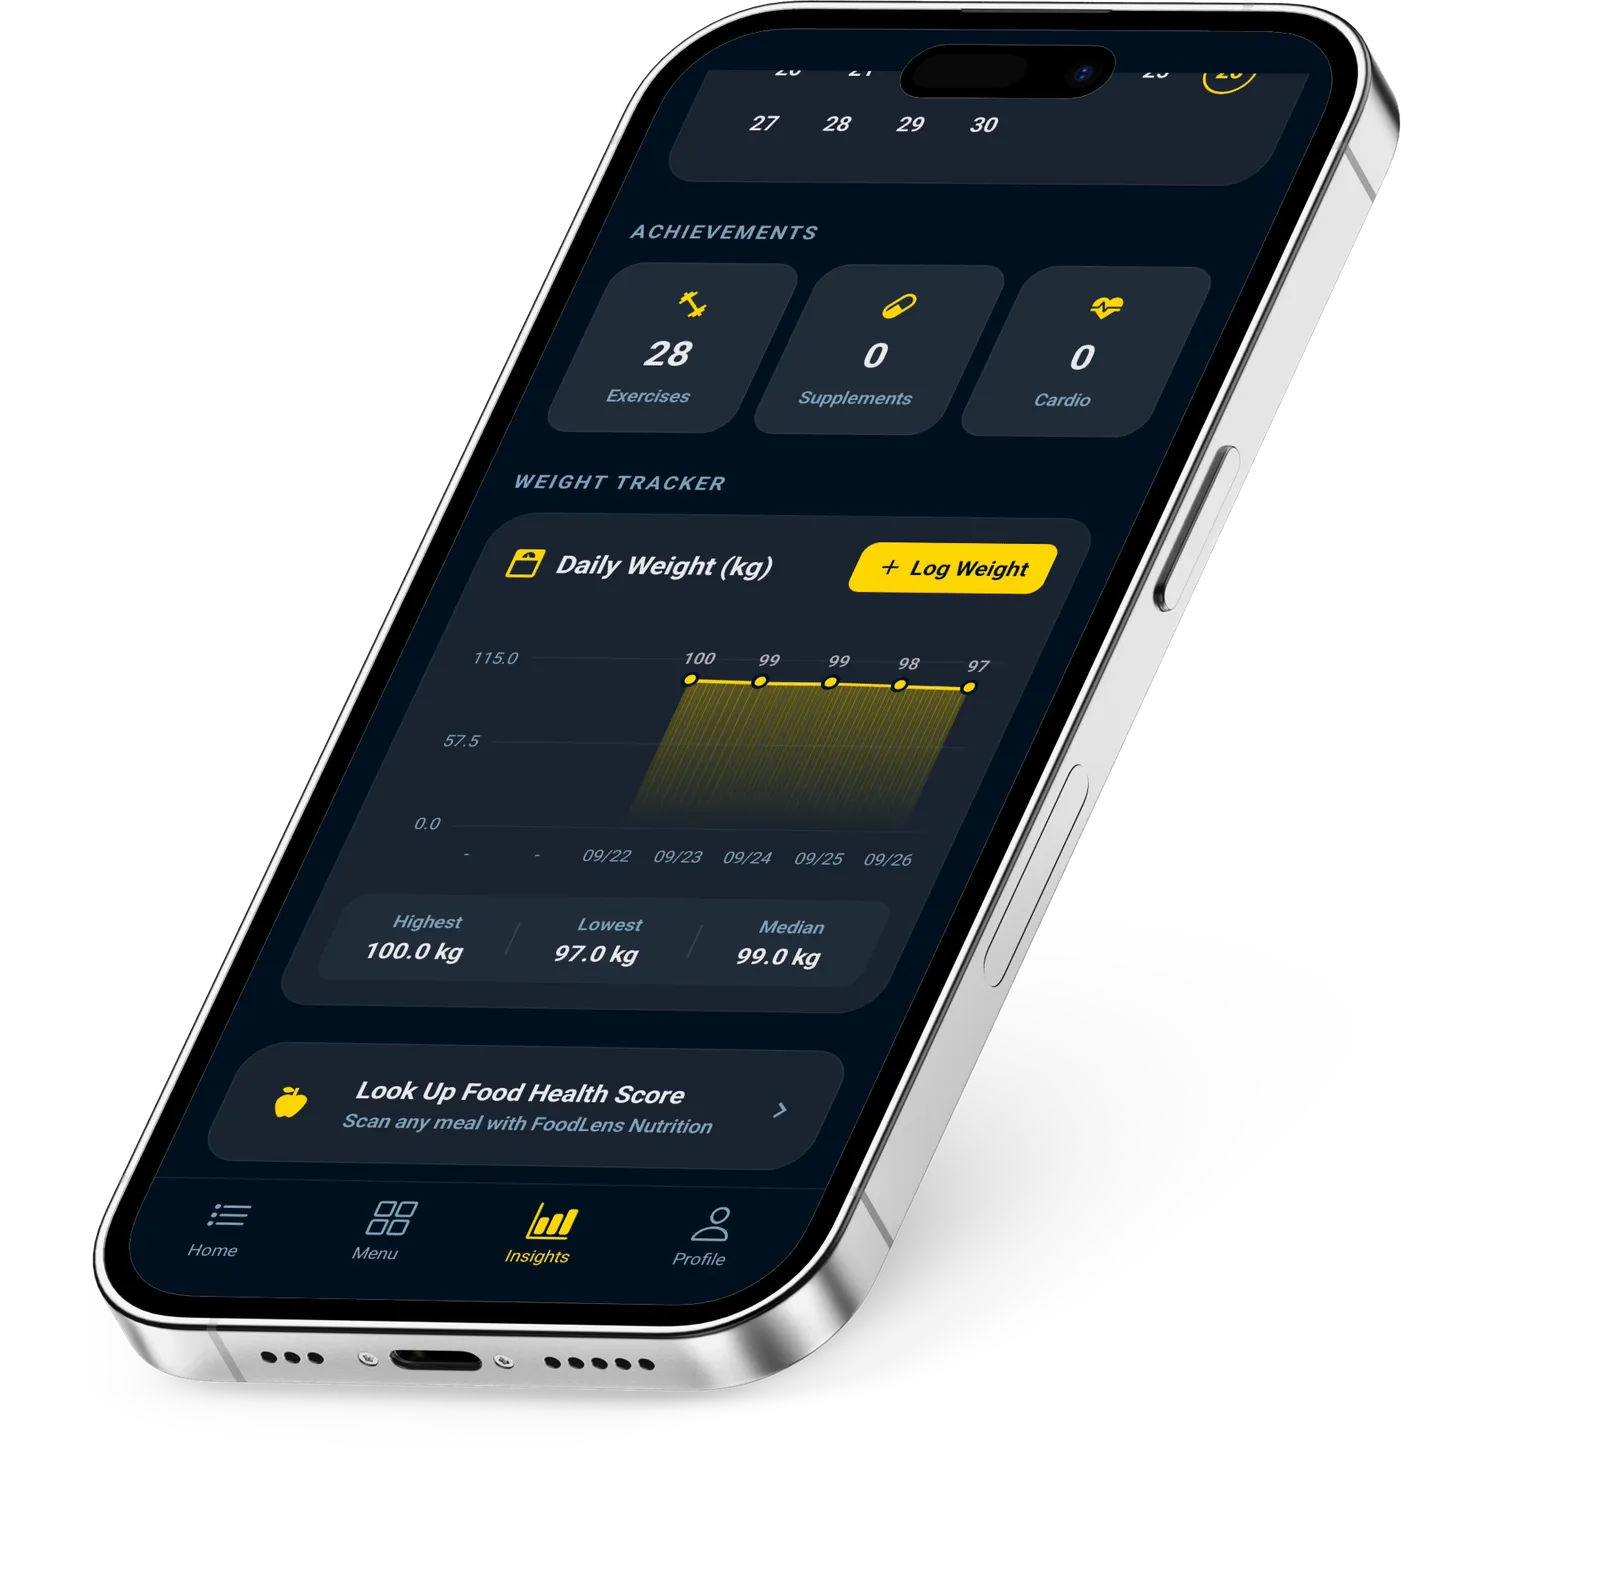 27 28 29 30
ACHIEVEMENTS
28 0 0
Exercises Supplements Cardio
WEIGHT TRACKER
Daily Weight (kg) + Log Weight
115.0 100 99 99 98 97
57.5
0.0
- - 09/22 09/23 09/24 09/25 09/26
Highest Lowest Median
100.0 kg 97.0 kg 99.0 kg
Look Up Food Health Score
Scan any meal with FoodLens Nutrition
Home Menu Insights Profile